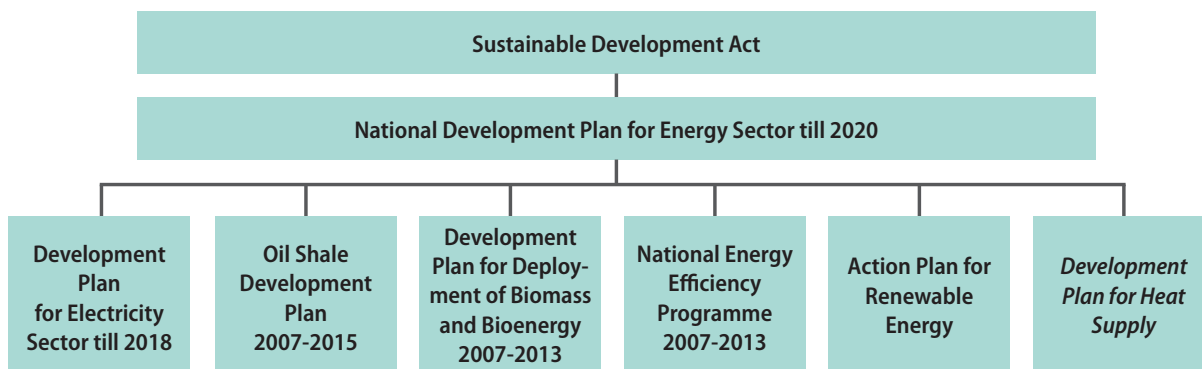 Sustainable Development Act
National Development Plan for Energy Sector till 2020
Development
Plan
for Electricity
Sector till 2018
Oil Shale
Development
Plan
2007-2015
Development
Plan for Deploy-
ment of Biomass
and Bioenergy
2007-2013
National Energy
Efficiency
Programme
2007-2013
Action Plan for
Renewable
Energy
Development
Plan for Heat
Supply